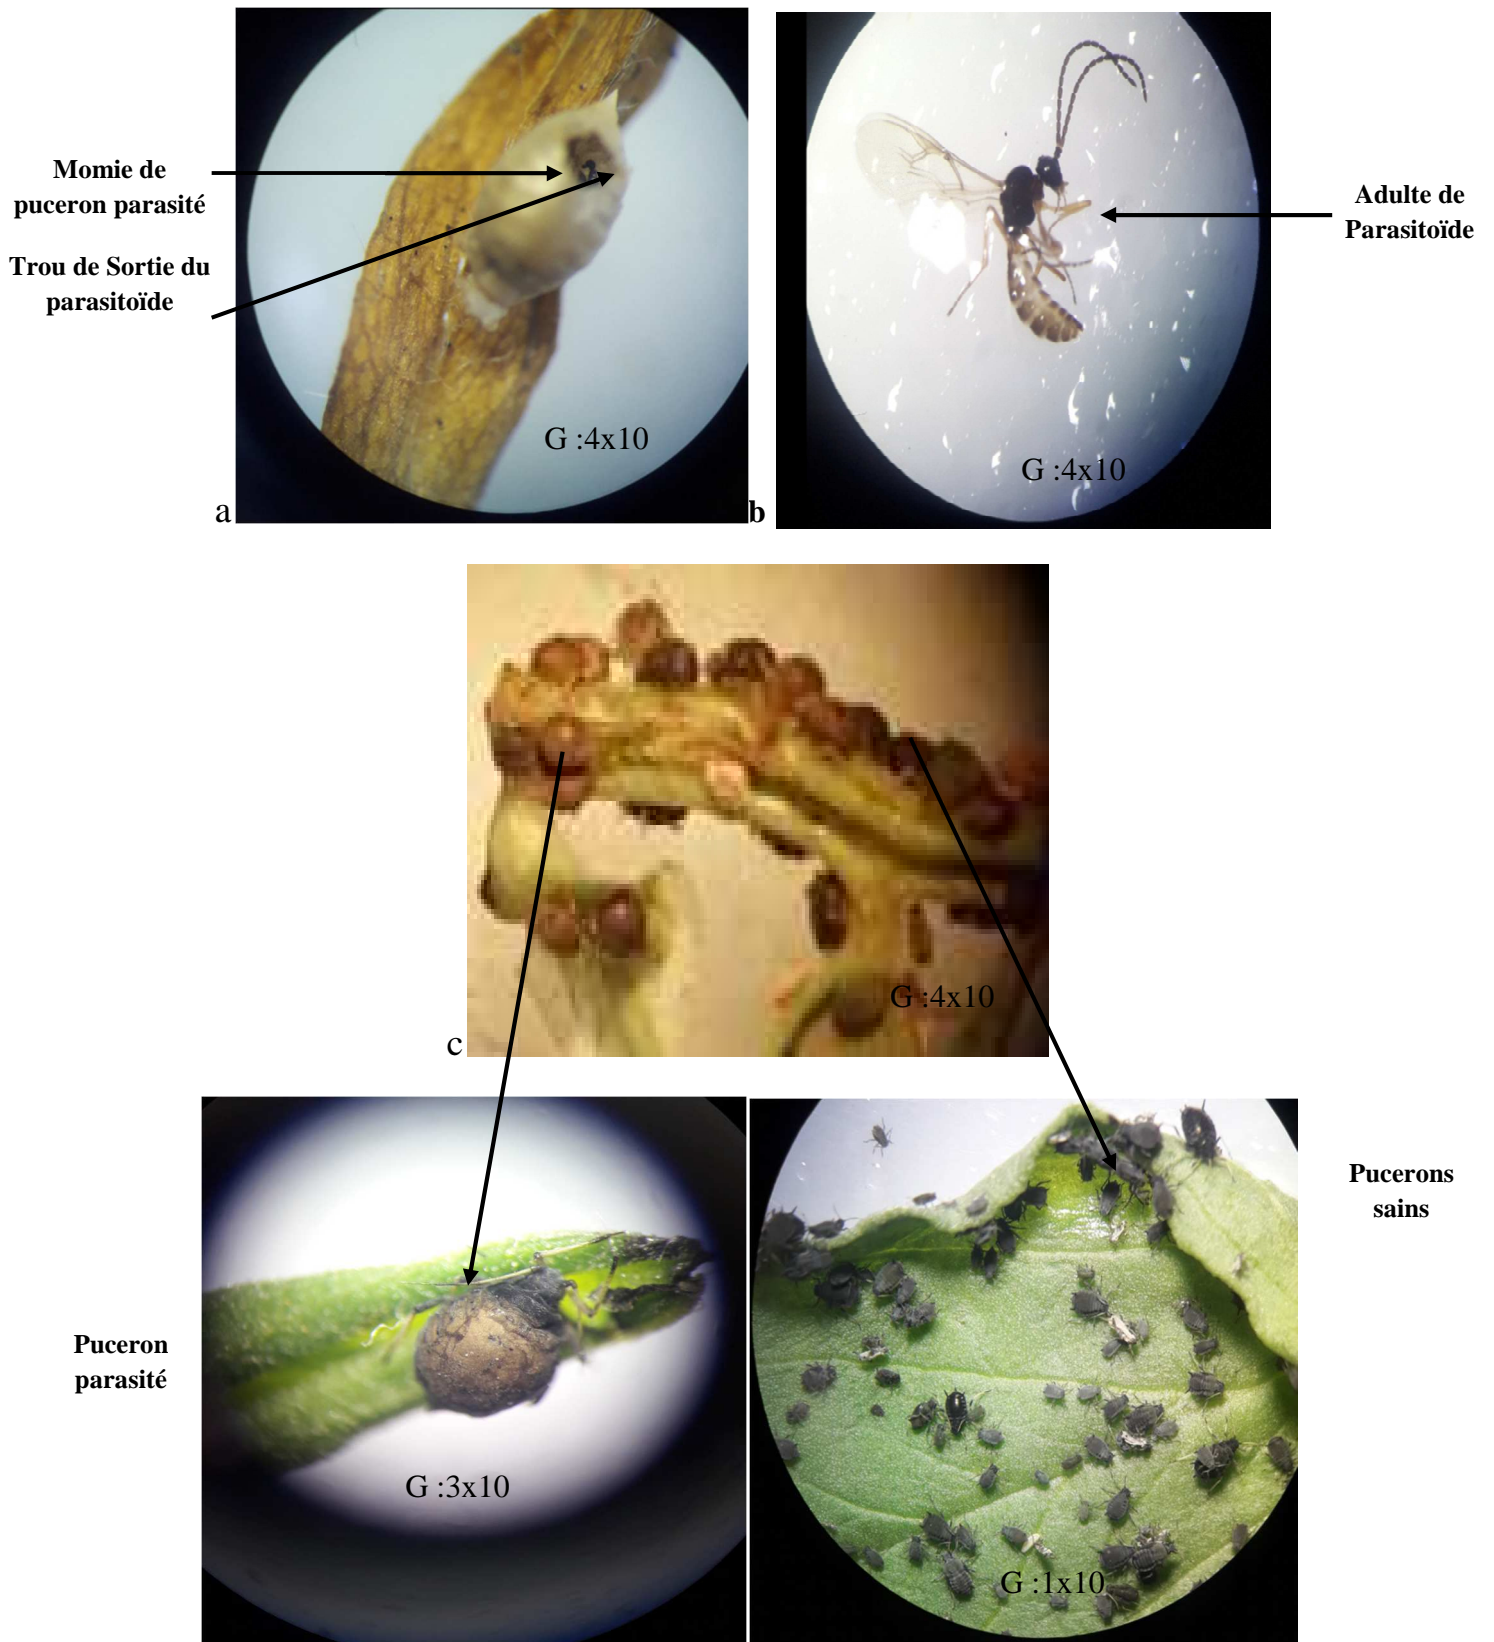 Momie de
puceron parasité
Trou de Sortie du
parasitoïde
G :4x10
a
Adulte de
Parasitoïde
G :4x10
b
G :4x10
c
Puceron
parasité
G :3x10
Pucerons
sains
G :1x10